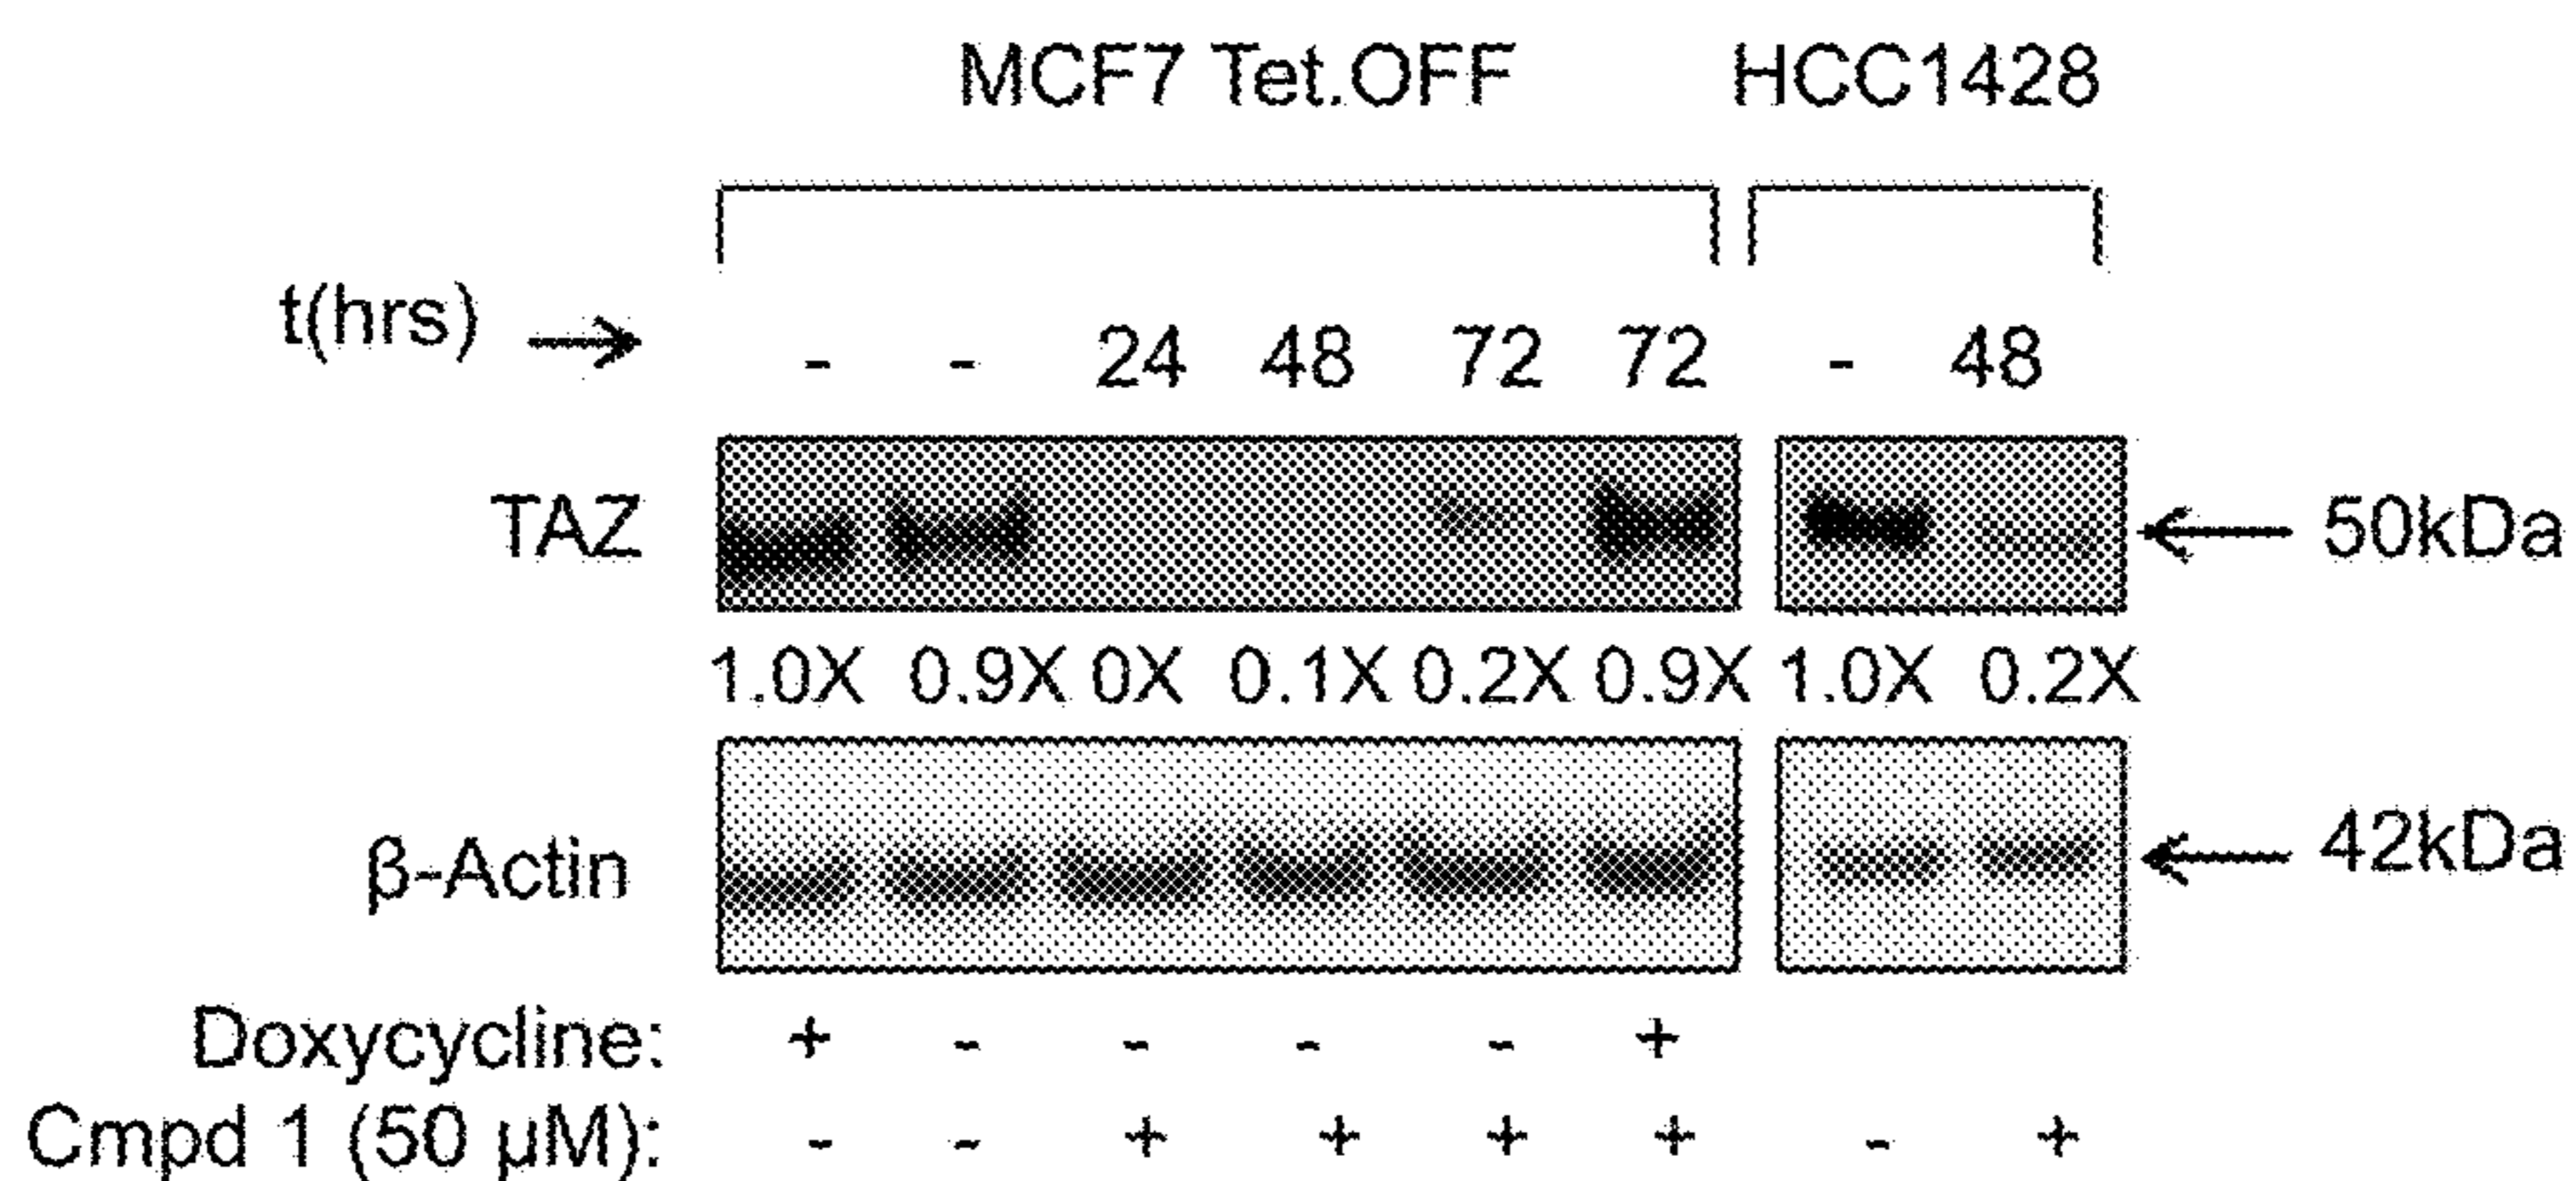 MCF7 Tet.OFF HCC1428
t(hrs) → - - 24 48 72 72 - 48
TAZ ← 50kDa
1.0X 0.9X 0X 0.1X 0.2X 0.9X 1.0X 0.2X
β-Actin ← 42kDa
Doxycycline: + - - - - +
Cmpd 1 (50 µM): - - + + + + - +